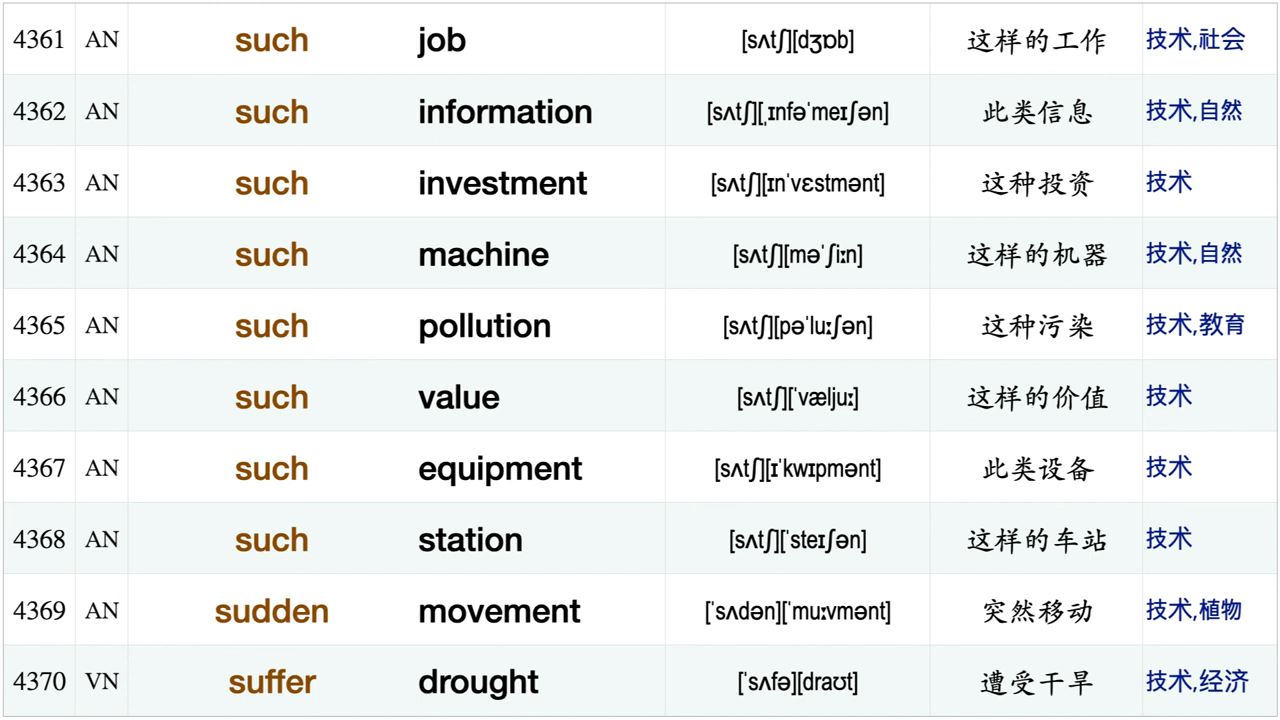 4361 AN such job [sʌtʃ][dʒɒb] 这样的工作 技术,社会
4362 AN such information [sʌtʃ][ˌɪnfəˈmeɪʃən] 此类信息 技术,自然
4363 AN such investment [sʌtʃ][ɪnˈvɛstmənt] 这种投资 技术
4364 AN such machine [sʌtʃ][məˈʃiːn] 这样的机器 技术,自然
4365 AN such pollution [sʌtʃ][pəˈluːʃən] 这种污染 技术,教育
4366 AN such value [sʌtʃ][ˈvæljuː] 这样的价值 技术
4367 AN such equipment [sʌtʃ][ɪˈkwɪpmənt] 此类设备 技术
4368 AN such station [sʌtʃ][ˈsteɪʃən] 这样的车站 技术
4369 AN sudden movement [ˈsʌdən][ˈmuːvmənt] 突然移动 技术,植物
4370 VN suffer drought [ˈsʌfə][draʊt] 遭受干旱 技术,经济